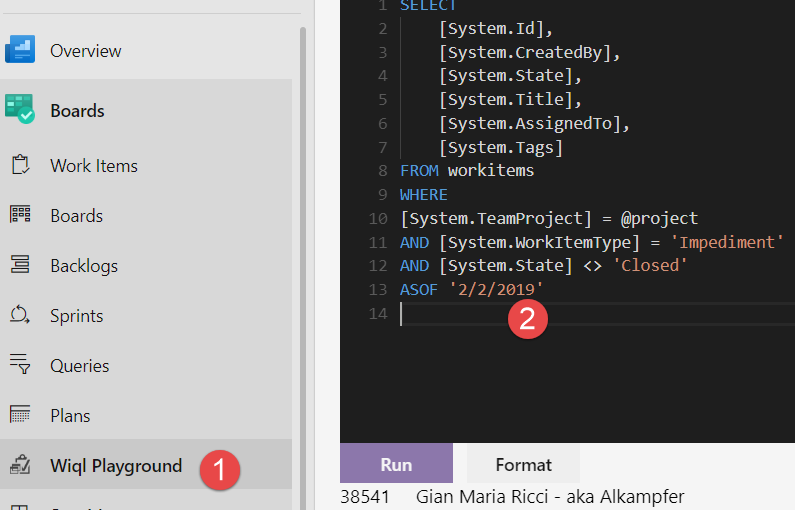 Overview
Boards
Work Items
Boards
Backlogs
Sprints
Queries
Plans
Wiql Playground
1
1 SELECT
2 [System.Id],
3 [System.CreatedBy],
4 [System.State],
5 [System.Title],
6 [System.AssignedTo],
7 [System.Tags]
8 FROM workitems
9 WHERE
10 [System.TeamProject] = @project
11 AND [System.WorkItemType] = 'Impediment'
12 AND [System.State] <> 'Closed'
13 ASOF '2/2/2019'
14
2
Run Format
38541 Gian Maria Ricci - aka Alkampfer